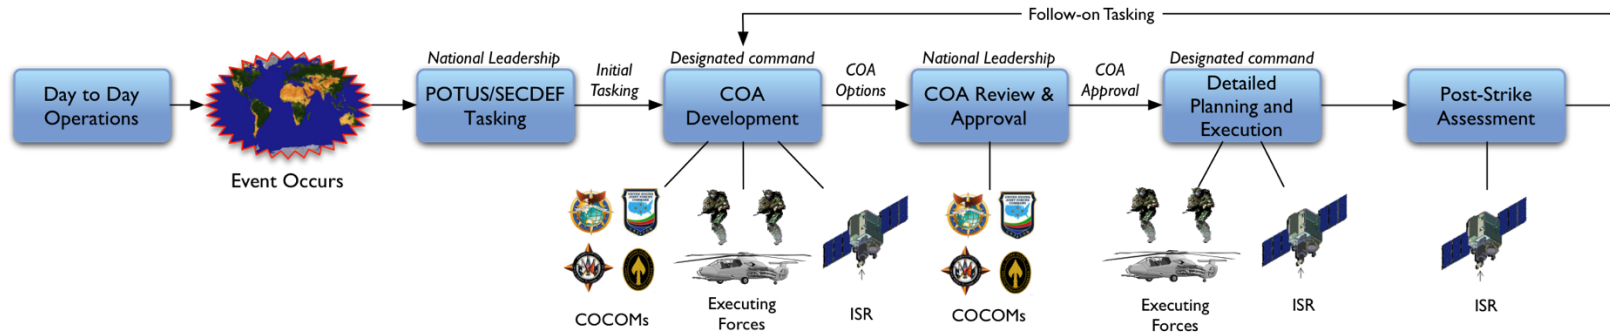 Follow-on Tasking
National Leadership
Designated command
National Leadership
Designated command
Day to Day
Operations
Event Occurs
POTUS/SECDEF
Tasking
Initial
Tasking
COA
Development
COA
Options
COA Review &
Approval
COA
Approval
Detailed
Planning and
Execution
Post-Strike
Assessment
COCOMs
Executing
Forces
ISR
COCOMs
Executing
Forces
ISR
ISR